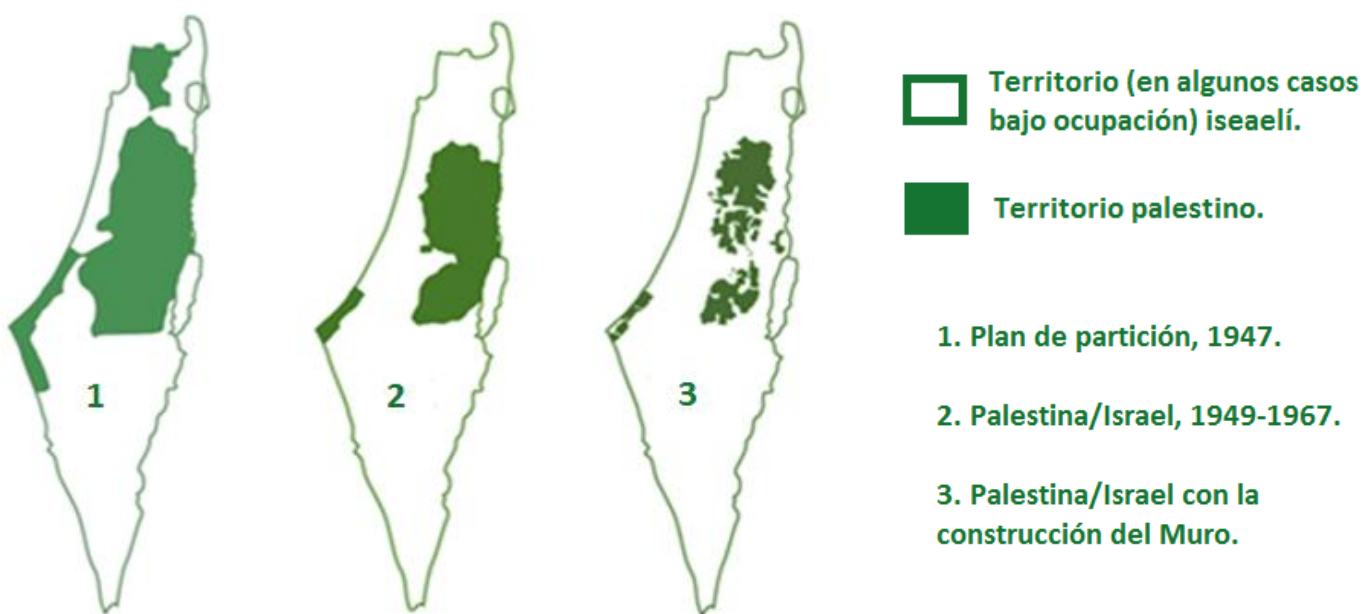 Territorio (en algunos casos
bajo ocupación) iseaelí.
Territorio palestino.
1. Plan de partición, 1947.
2. Palestina/Israel, 1949-1967.
3. Palestina/Israel con la
construcción del Muro.
1
2
3